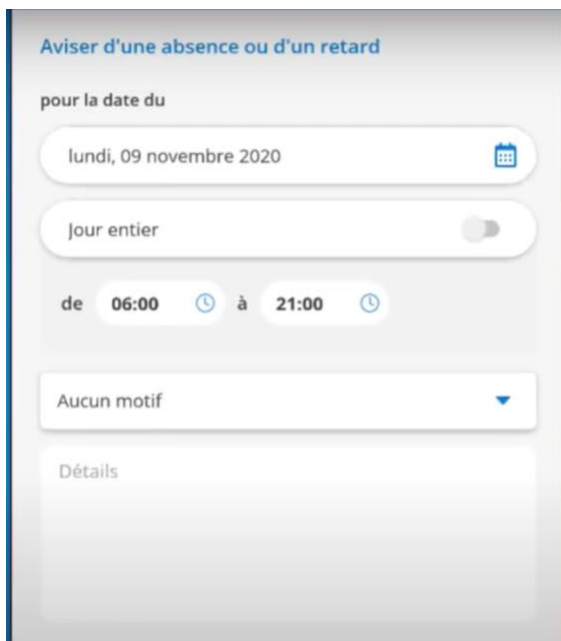 Aviser d'une absence ou d'un retard
pour la date du
lundi, 09 novembre 2020
Jour entier
de 06:00 à 21:00
Aucun motif
Détails